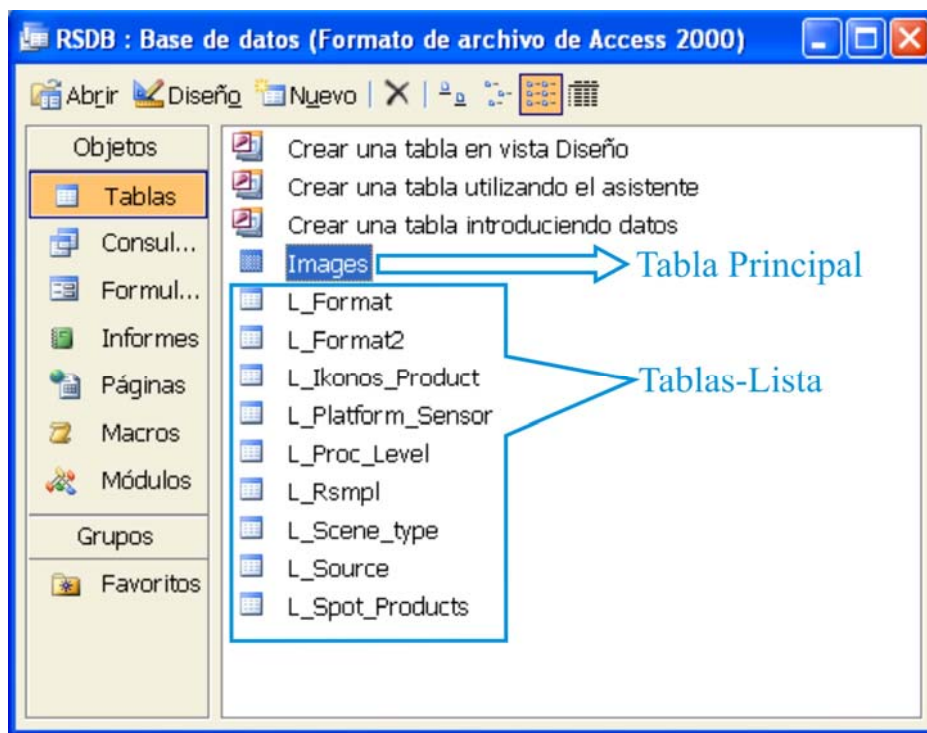 RSDB : Base de datos (Formato de archivo de Access 2000)
Abrir Diseño Nuevo
Objetos
Tablas
Consul...
Formul...
Informes
Páginas
Macros
Módulos
Grupos
Favoritos
Crear una tabla en vista Diseño
Crear una tabla utilizando el asistente
Crear una tabla introduciendo datos
Images
Tabla Principal
L_Format
L_Format2
L_Ikonos_Product
L_Platform_Sensor
L_Proc_Level
L_Rsmpl
L_Scene_type
L_Source
L_Spot_Products
Tablas-Lista